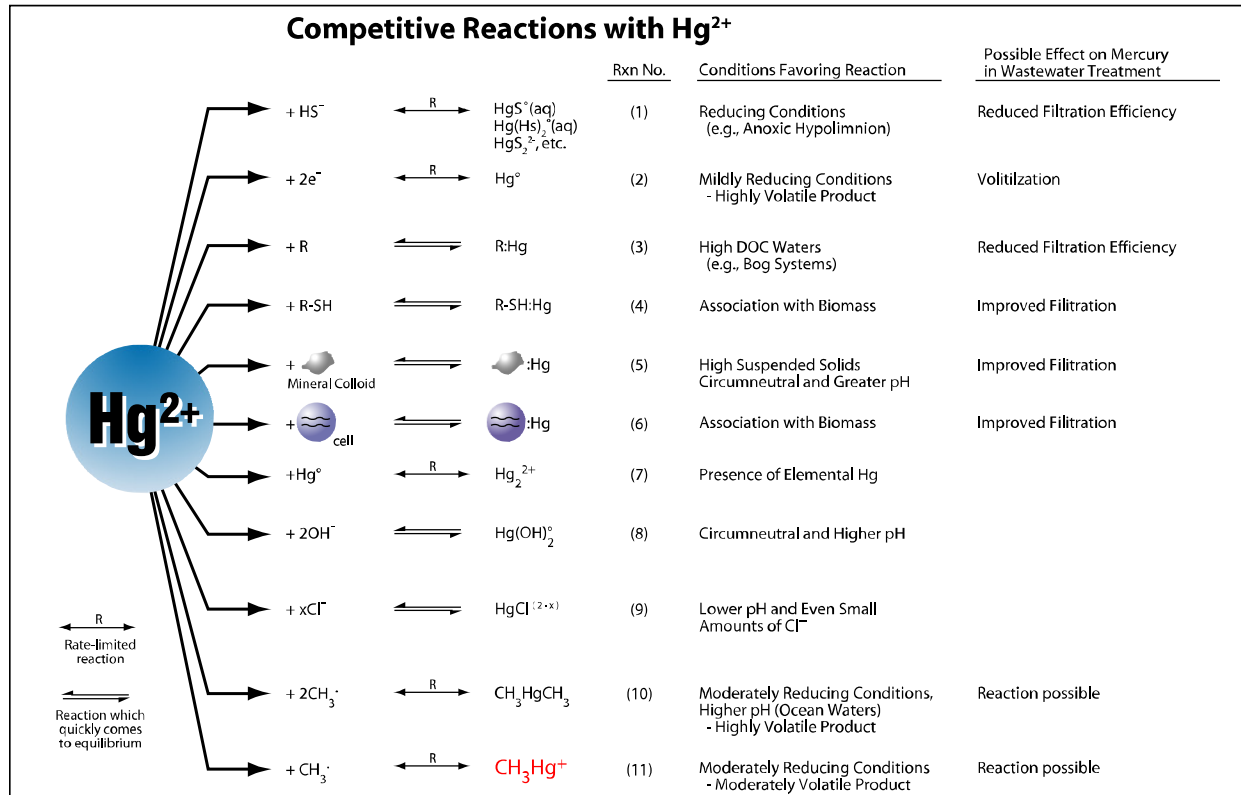 Competitive Reactions with Hg²⁺
Rxn No.
Conditions Favoring Reaction
Possible Effect on Mercury
in Wastewater Treatment
+ HS⁻
R
HgS°(aq)
Hg(Hs)₂°(aq)
HgS₂²⁻, etc.
(1)
Reducing Conditions
(e.g., Anoxic Hypolimnion)
Reduced Filtration Efficiency
+ 2e⁻
R
Hg°
(2)
Mildly Reducing Conditions
- Highly Volatile Product
Volitilzation
+ R
R:Hg
(3)
High DOC Waters
(e.g., Bog Systems)
Reduced Filtration Efficiency
+ R-SH
R-SH:Hg
(4)
Association with Biomass
Improved Filitration
+
Mineral Colloid
:Hg
(5)
High Suspended Solids
Circumneutral and Greater pH
Improved Filitration
Hg²⁺
+
cell
:Hg
(6)
Association with Biomass
Improved Filitration
+Hg°
R
Hg₂²⁺
(7)
Presence of Elemental Hg
+ 2OH⁻
Hg(OH)₂°
(8)
Circumneutral and Higher pH
+ xCl⁻
HgCl⁽²·ˣ⁾
(9)
Lower pH and Even Small
Amounts of Cl⁻
R
Rate-limited
reaction
+ 2CH₃·
R
CH₃HgCH₃
(10)
Moderately Reducing Conditions,
Higher pH (Ocean Waters)
- Highly Volatile Product
Reaction possible
Reaction which
quickly comes
to equilibrium
+ CH₃·
R
CH₃Hg⁺
(11)
Moderately Reducing Conditions
- Moderately Volatile Product
Reaction possible